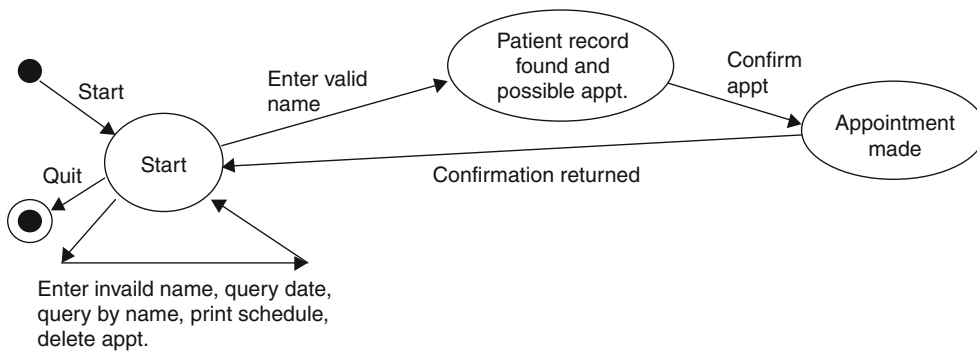 Start
Enter valid
name
Patient record
found and
possible appt.
Confirm
appt
Appointment
made
Start
Quit
Confirmation returned
Enter invaild name, query date,
query by name, print schedule,
delete appt.